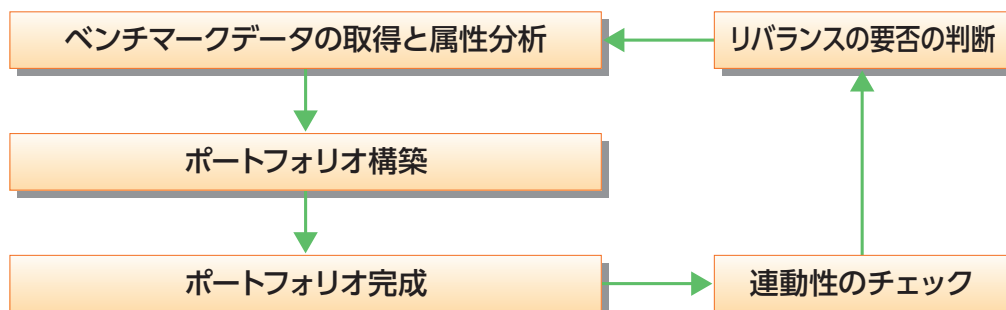 ベンチマークデータの取得と属性分析
リバランスの要否の判断
ポートフォリオ構築
ポートフォリオ完成
連動性のチェック